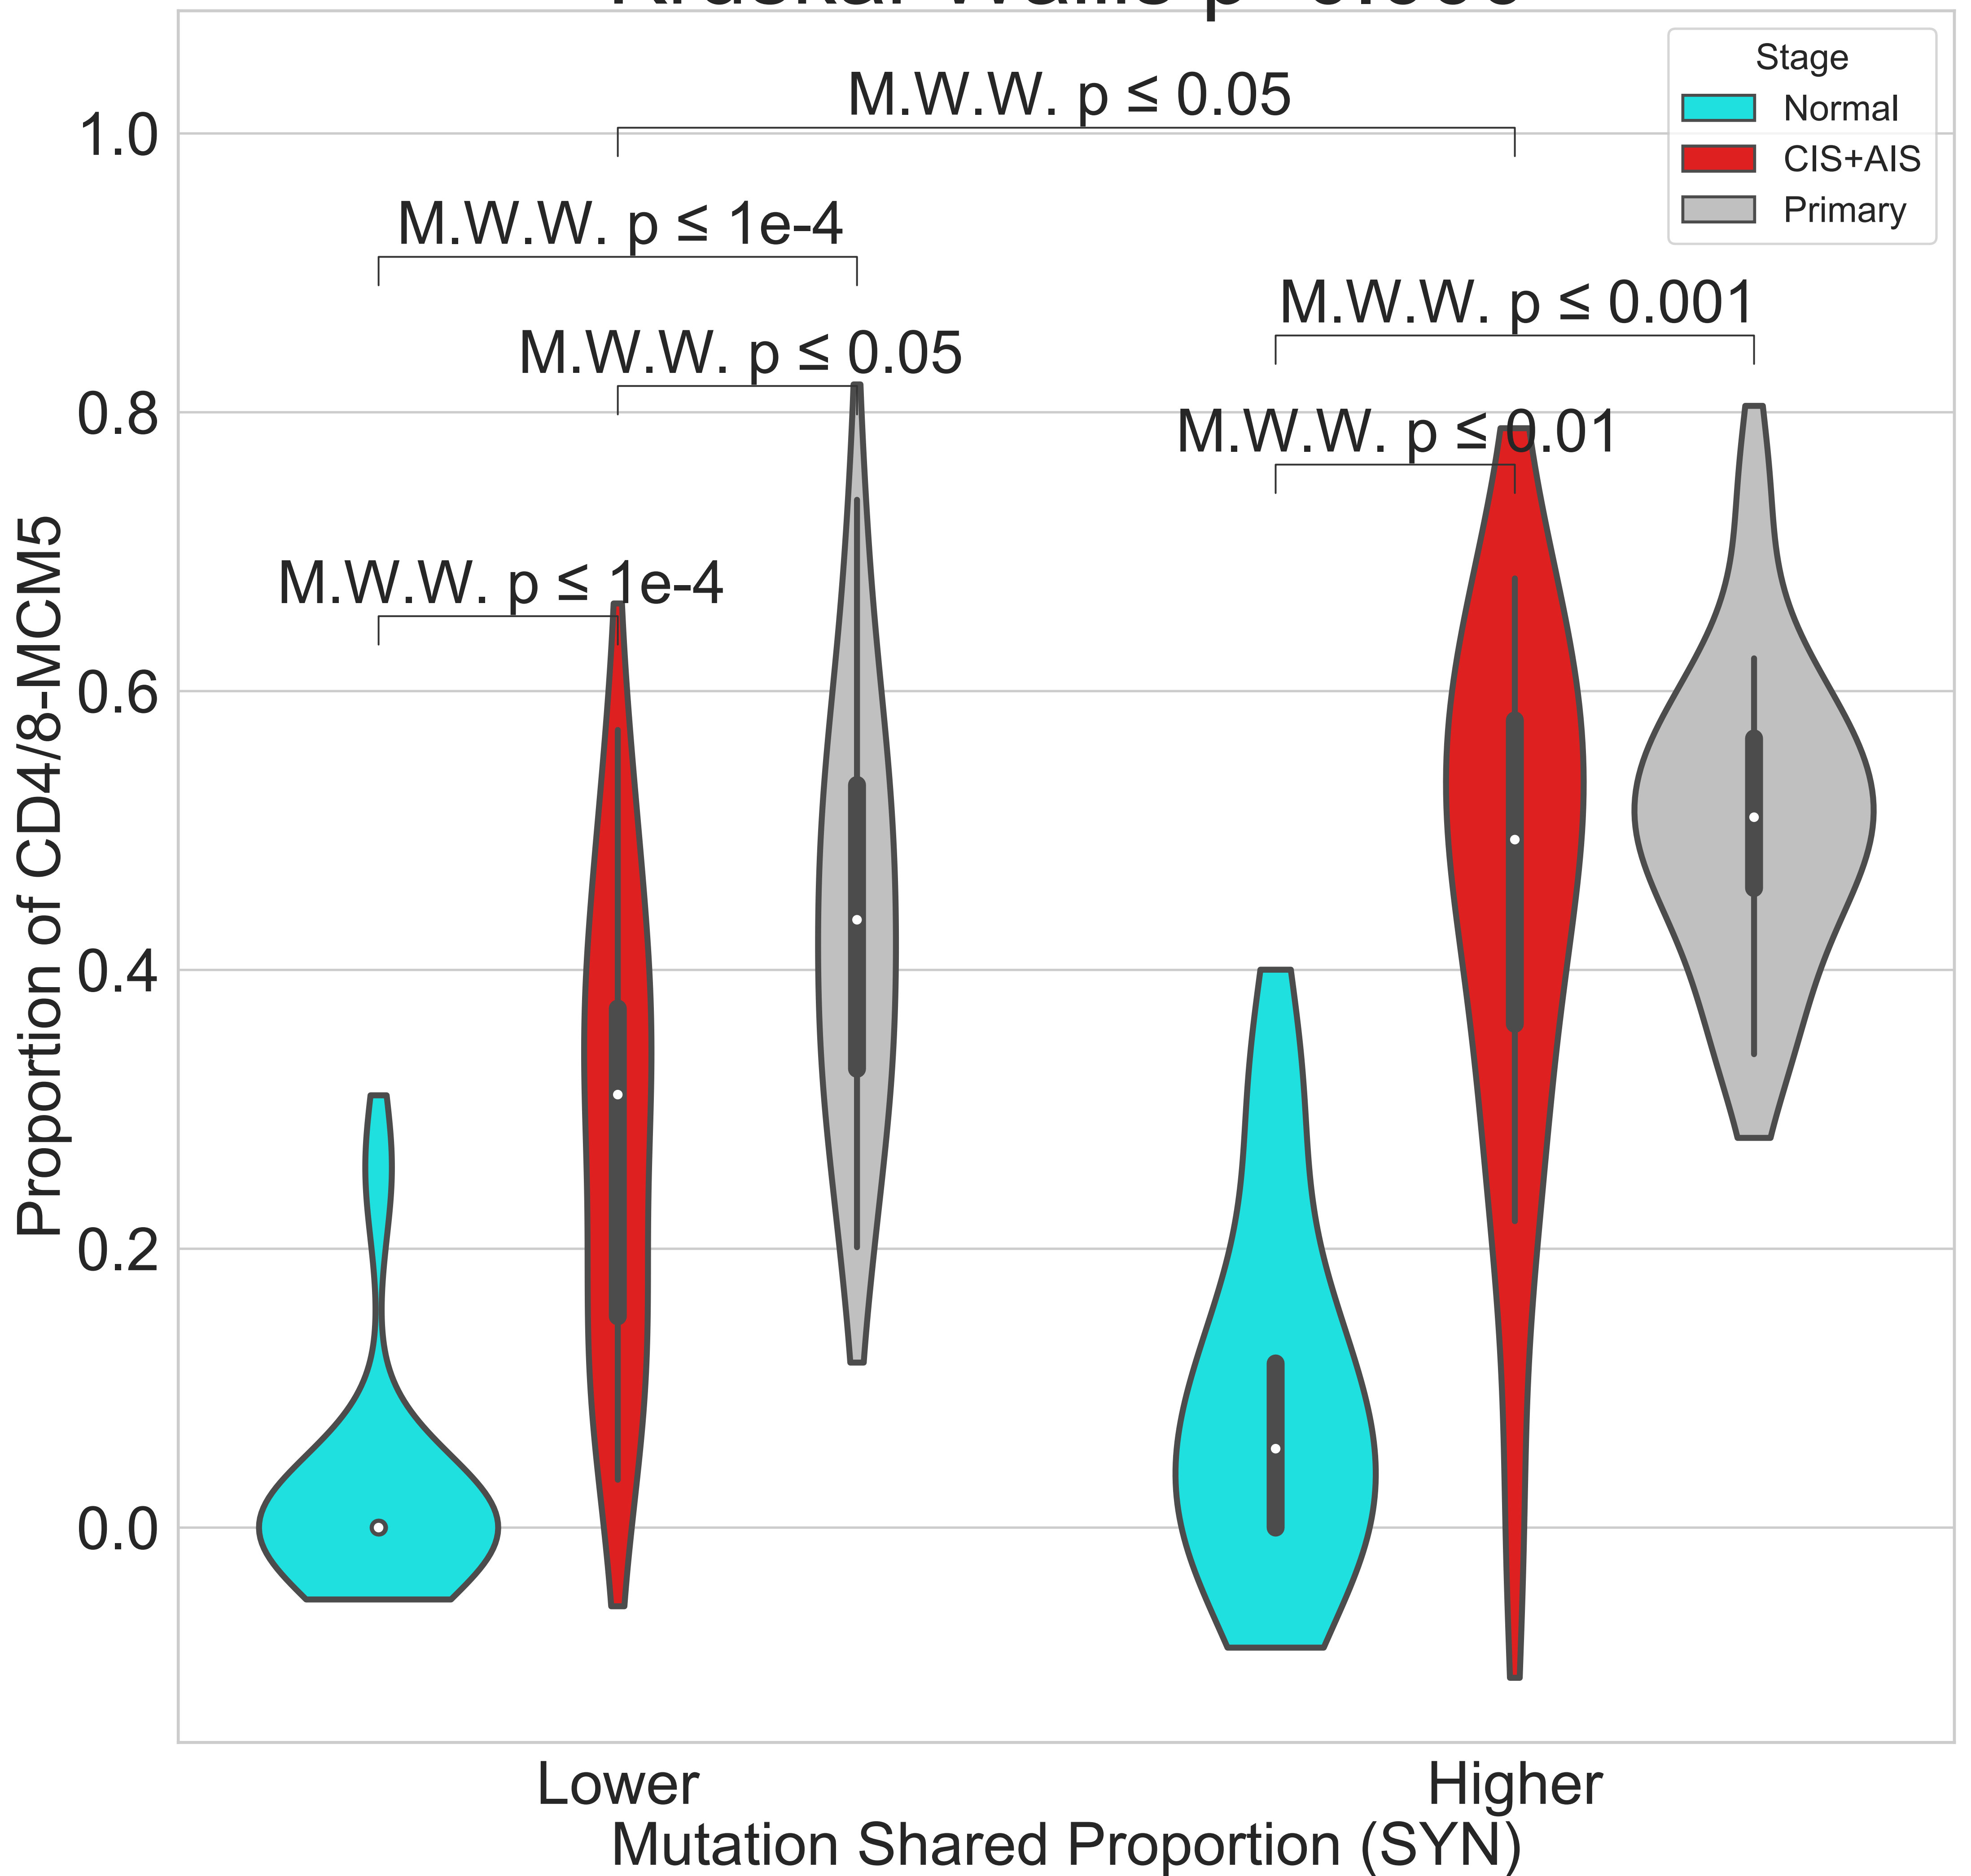 Stage
Normal
CIS+AIS
Primary
M.W.W. p ≤ 0.05
M.W.W. p ≤ 1e-4
M.W.W. p ≤ 0.001
M.W.W. p ≤ 0.05
M.W.W. p ≤ 0.01
M.W.W. p ≤ 1e-4
1.0
0.8
0.6
0.4
0.2
0.0
Proportion of CD4/8-MCM5
Lower
Higher
Mutation Shared Proportion (SYN)